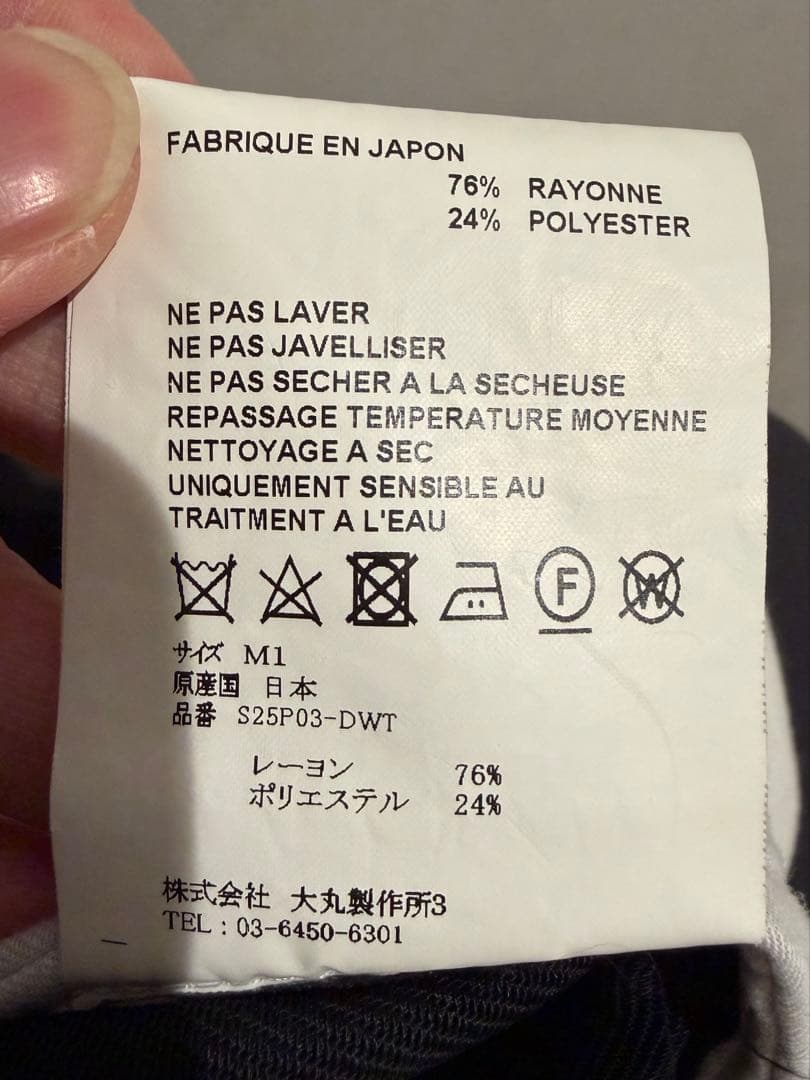 FABRIQUE EN JAPON
76% RAYONNE
24% POLYESTER
NE PAS LAVER
NE PAS JAVELLISER
NE PAS SECHER A LA SECHEUSE
REPASSAGE TEMPERATURE MOYENNE
NETTOYAGE A SEC
UNIQUEMENT SENSIBLE AU
TRAITMENT A L'EAU
F W
サイズ M1
原産国 日本
品番 S25P03-DWT
レーヨン 76%
ポリエステル 24%
株式会社 大丸製作所3
TEL : 03-6450-6301